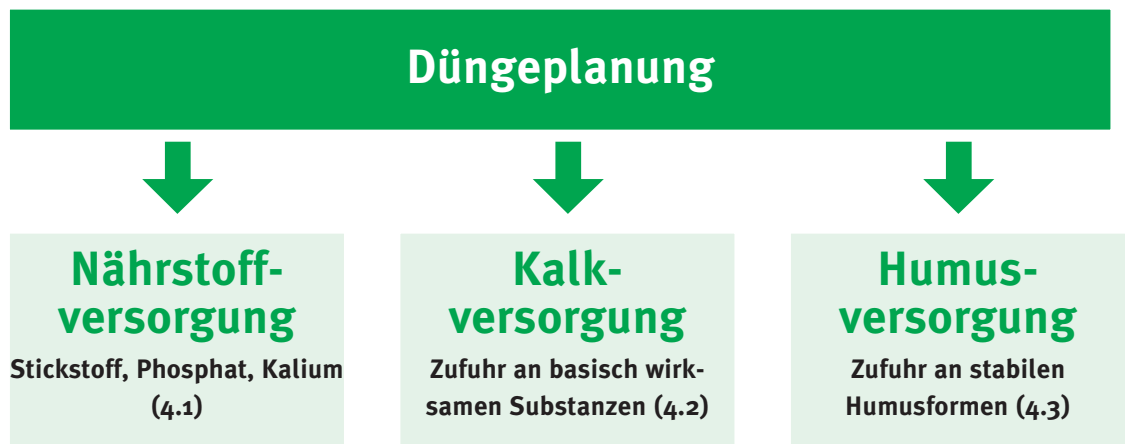 Düngeplanung
Nährstoff-
versorgung
Stickstoff, Phosphat, Kalium
(4.1)
Kalk-
versorgung
Zufuhr an basisch wirk-
samen Substanzen (4.2)
Humus-
versorgung
Zufuhr an stabilen
Humusformen (4.3)